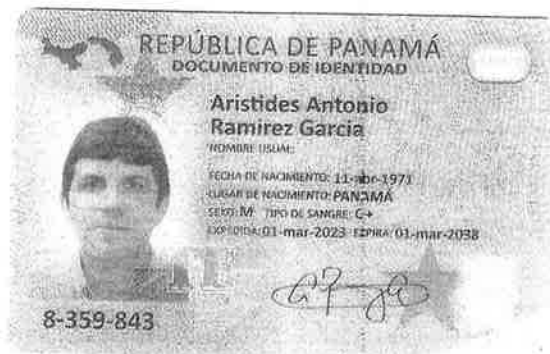 REPÚBLICA DE PANAMÁ
DOCUMENTO DE IDENTIDAD
Aristides Antonio
Ramirez Garcia
NOMBRE USUAL:
FECHA DE NACIMIENTO: 11-abr-1971
LUGAR DE NACIMIENTO: PANAMÁ
SEXO: M TIPO DE SANGRE:
EXPEDIDA: 01-mar-2023 EXPIRA: 01-mar-2038
8-359-843